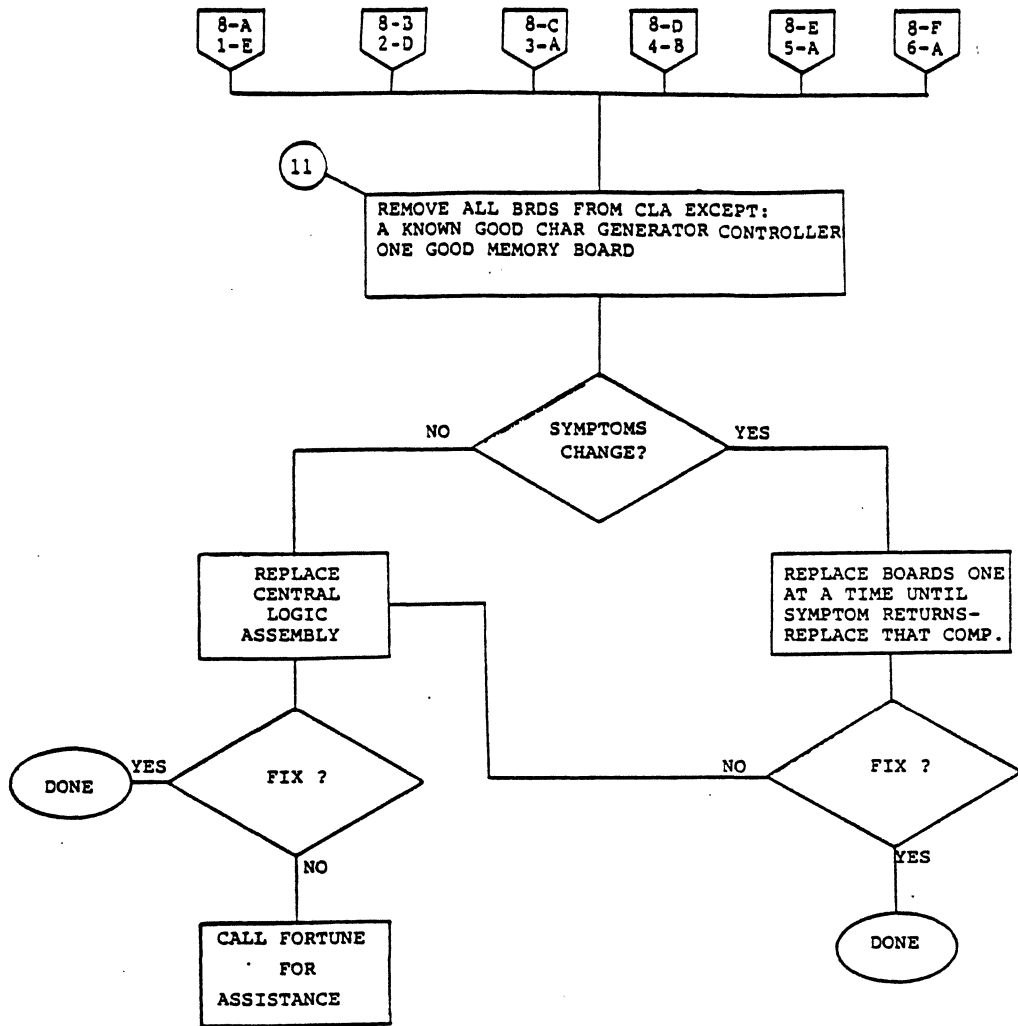 8-A
1-E
8-B
2-D
8-C
3-A
8-D
4-B
8-E
5-A
8-F
6-A
11
REMOVE ALL BRDS FROM CLA EXCEPT:
A KNOWN GOOD CHAR GENERATOR CONTROLLER
ONE GOOD MEMORY BOARD
SYMPTOMS
CHANGE?
NO
YES
REPLACE
CENTRAL
LOGIC
ASSEMBLY
REPLACE BOARDS ONE
AT A TIME UNTIL
SYMPTOM RETURNS-
REPLACE THAT COMP.
DONE
YES
FIX ?
NO
NO
FIX ?
YES
CALL FORTUNE
FOR
ASSISTANCE
DONE